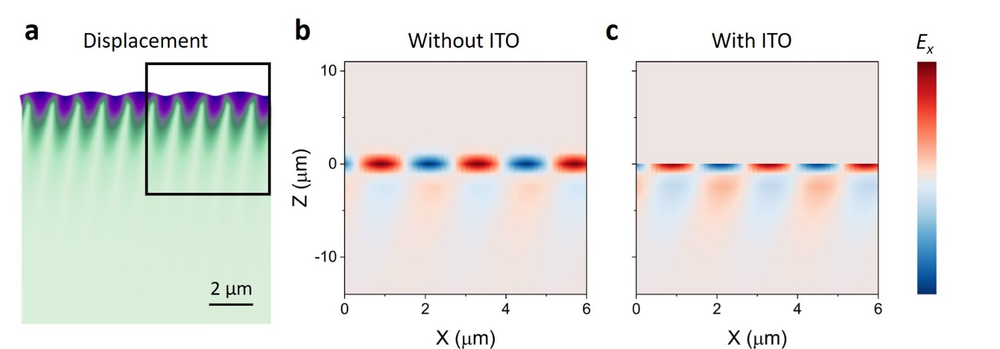 a
Displacement
2 μm
b
Without ITO
10
0
-10
Z (μm)
0 2 4 6
X (μm)
c
With ITO
0 2 4 6
X (μm)
Ex